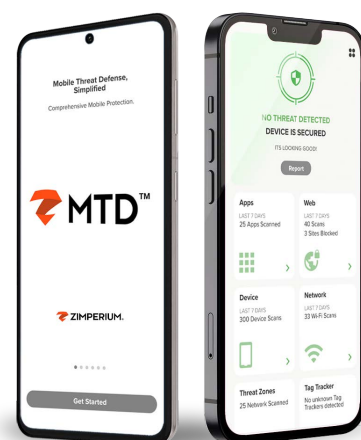 Mobile Threat Defense,
Simplified
Comprehensive Mobile Protection.
MTD™
ZIMPERIUM.
Get Started
NO THREAT DETECTED
DEVICE IS SECURED
ITS LOOKING GOOD!
Report
Apps
LAST 7 DAYS
25 Apps Scanned
Web
LAST 7 DAYS
40 Scans
3 Sites Blocked
Device
LAST 7 DAYS
300 Device Scans
Network
LAST 7 DAYS
33 Wi-Fi Scans
Threat Zones
25 Network Scanned
Tag Tracker
No unknown Tag
Trackers detected